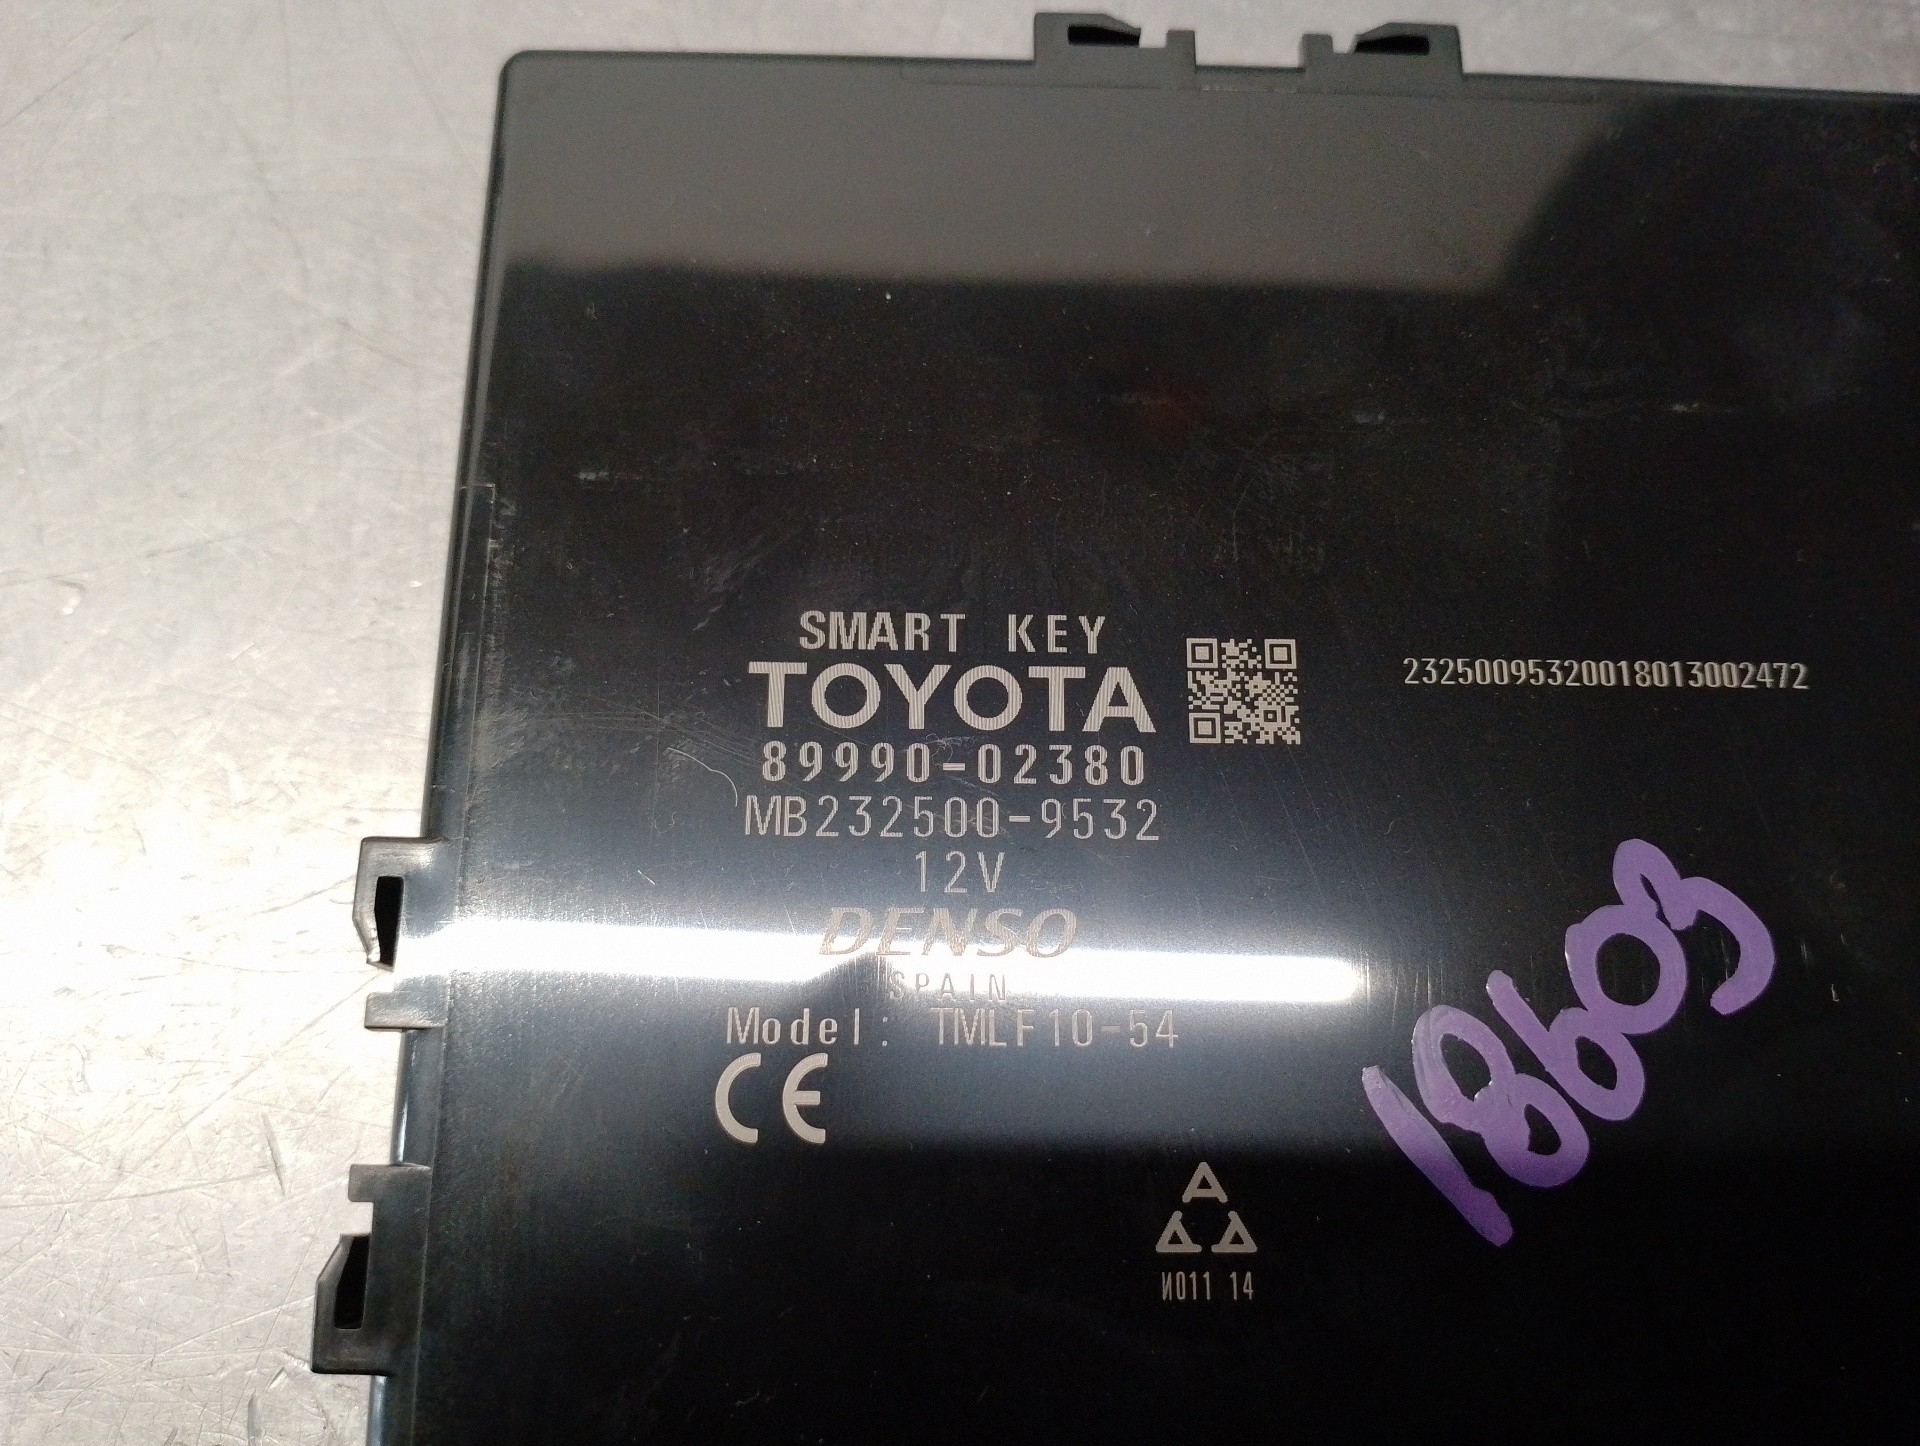 SMART KEY
TOYOTA
89990-02380
MB232500-9532
12V
DENSO
SPAIN
Model: TMLF10-54
CE
23250095320018013002472
18603
И011 14